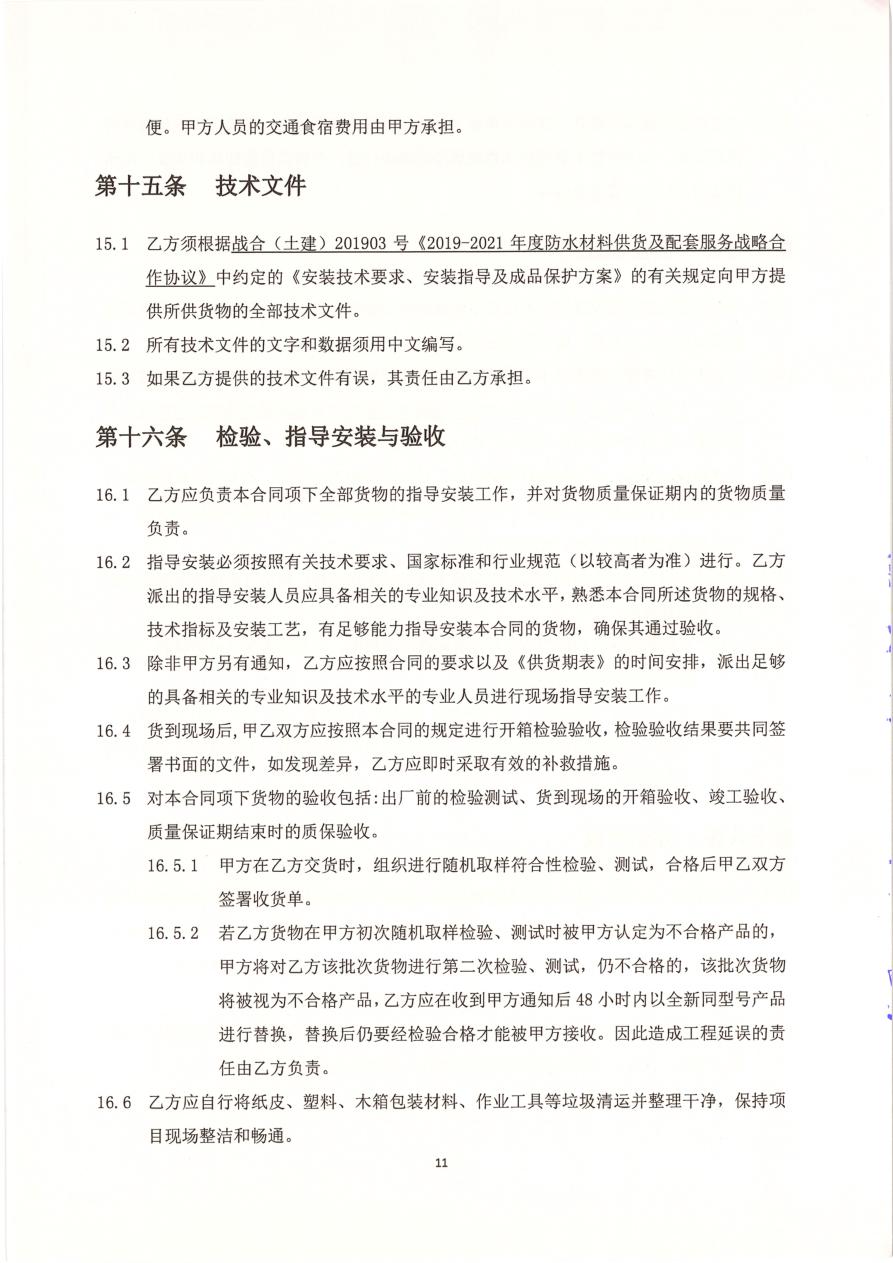 便。甲方人员的交通食宿费用由甲方承担。
第十五条 技术文件
15.1 乙方须根据战合（土建）201903 号《2019-2021 年度防水材料供货及配套服务战略合
作协议》中约定的《安装技术要求、安装指导及成品保护方案》的有关规定向甲方提
供所供货物的全部技术文件。
15.2 所有技术文件的文字和数据须用中文编写。
15.3 如果乙方提供的技术文件有误，其责任由乙方承担。
第十六条 检验、指导安装与验收
16.1 乙方应负责本合同项下全部货物的指导安装工作，并对货物质量保证期内的货物质量
负责。
16.2 指导安装必须按照有关技术要求、国家标准和行业规范（以较高者为准）进行。乙方
派出的指导安装人员应具备相关的专业知识及技术水平，熟悉本合同所述货物的规格、
技术指标及安装工艺，有足够能力指导安装本合同的货物，确保其通过验收。
16.3 除非甲方另有通知，乙方应按照合同的要求以及《供货期表》的时间安排，派出足够
的具备相关的专业知识及技术水平的专业人员进行现场指导安装工作。
16.4 货到现场后,甲乙双方应按照本合同的规定进行开箱检验验收，检验验收结果要共同签
署书面的文件，如发现差异，乙方应即时采取有效的补救措施。
16.5 对本合同项下货物的验收包括:出厂前的检验测试、货到现场的开箱验收、竣工验收、
质量保证期结束时的质保验收。
16.5.1 甲方在乙方交货时，组织进行随机取样符合性检验、测试，合格后甲乙双方
签署收货单。
16.5.2 若乙方货物在甲方初次随机取样检验、测试时被甲方认定为不合格产品的，
甲方将对乙方该批次货物进行第二次检验、测试，仍不合格的，该批次货物
将被视为不合格产品，乙方应在收到甲方通知后 48 小时内以全新同型号产品
进行替换，替换后仍要经检验合格才能被甲方接收。因此造成工程延误的责
任由乙方负责。
16.6 乙方应自行将纸皮、塑料、木箱包装材料、作业工具等垃圾清运并整理干净，保持项
目现场整洁和畅通。
11